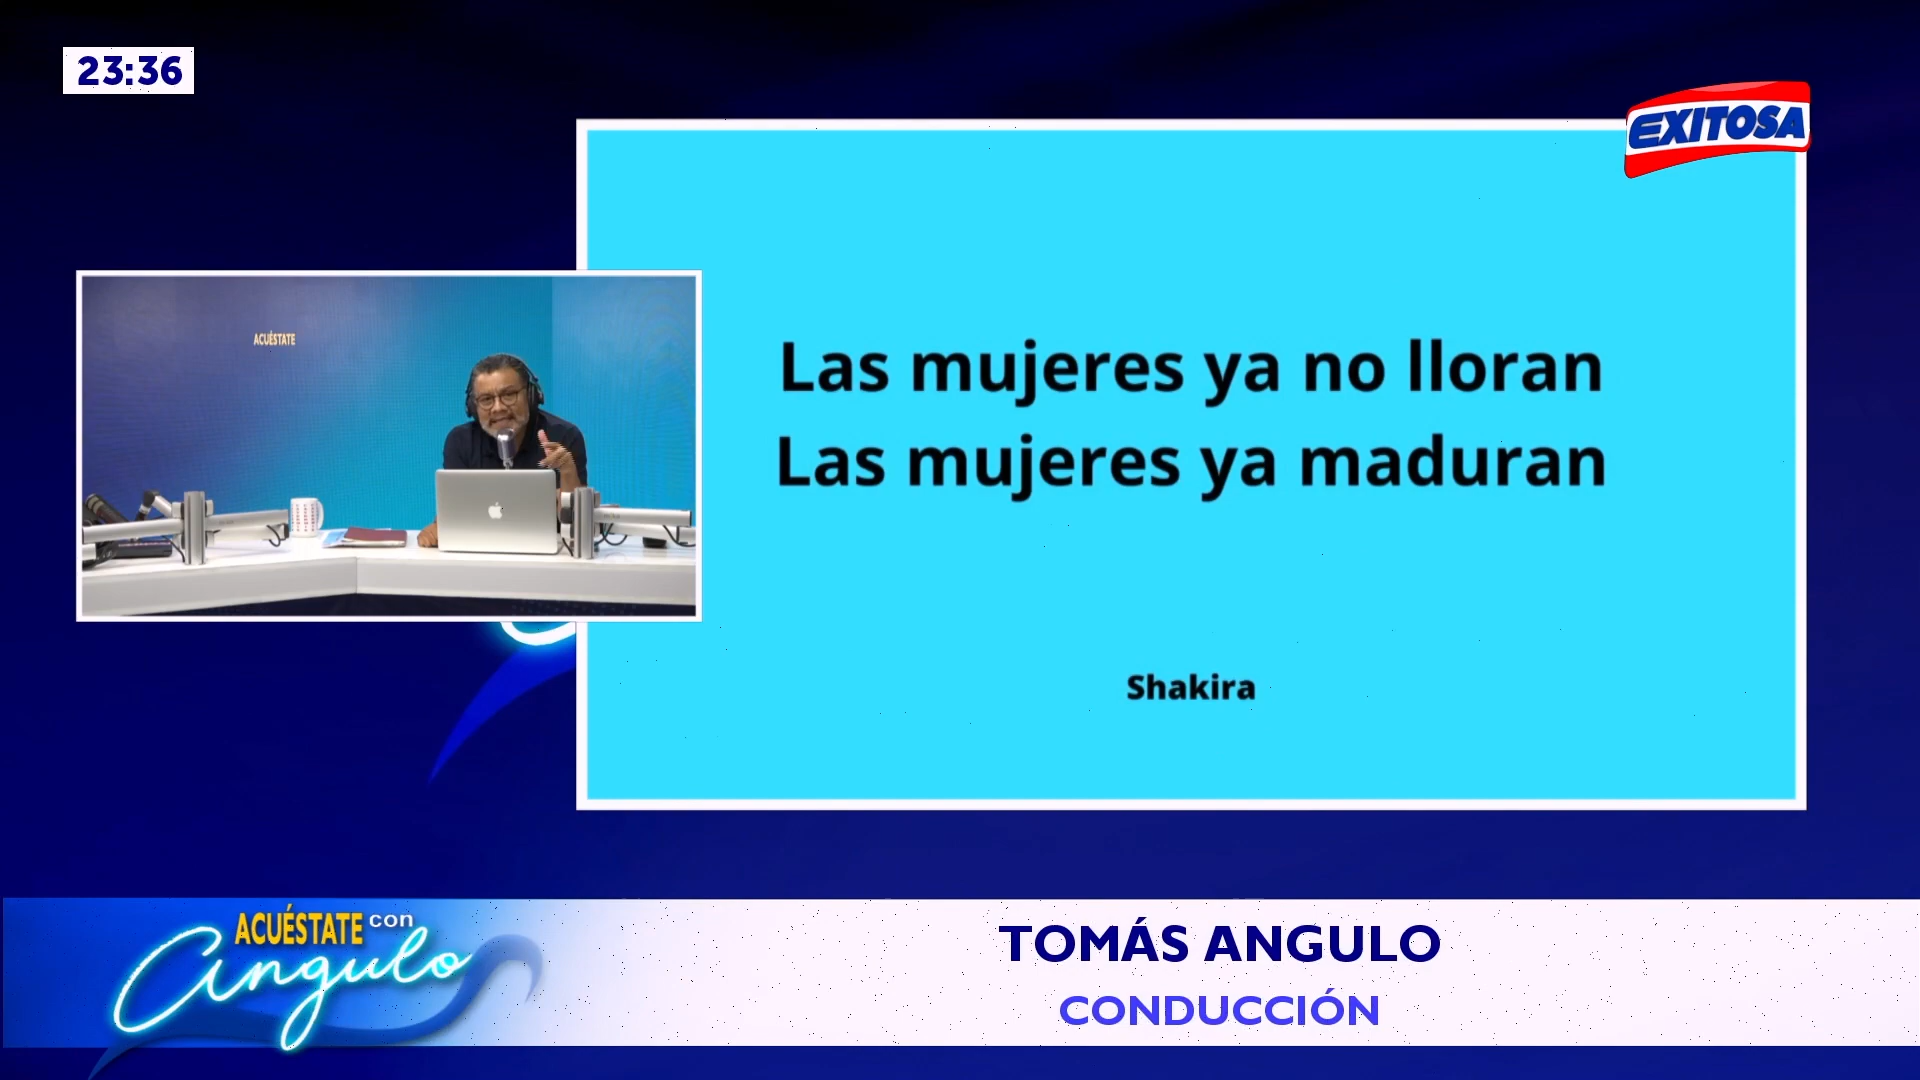 23:36
EXITOSA
ACUÉSTATE
Las mujeres ya no lloran
Las mujeres ya maduran
Shakira
ACUÉSTATE con
Angulo
TOMÁS ANGULO
CONDUCCIÓN